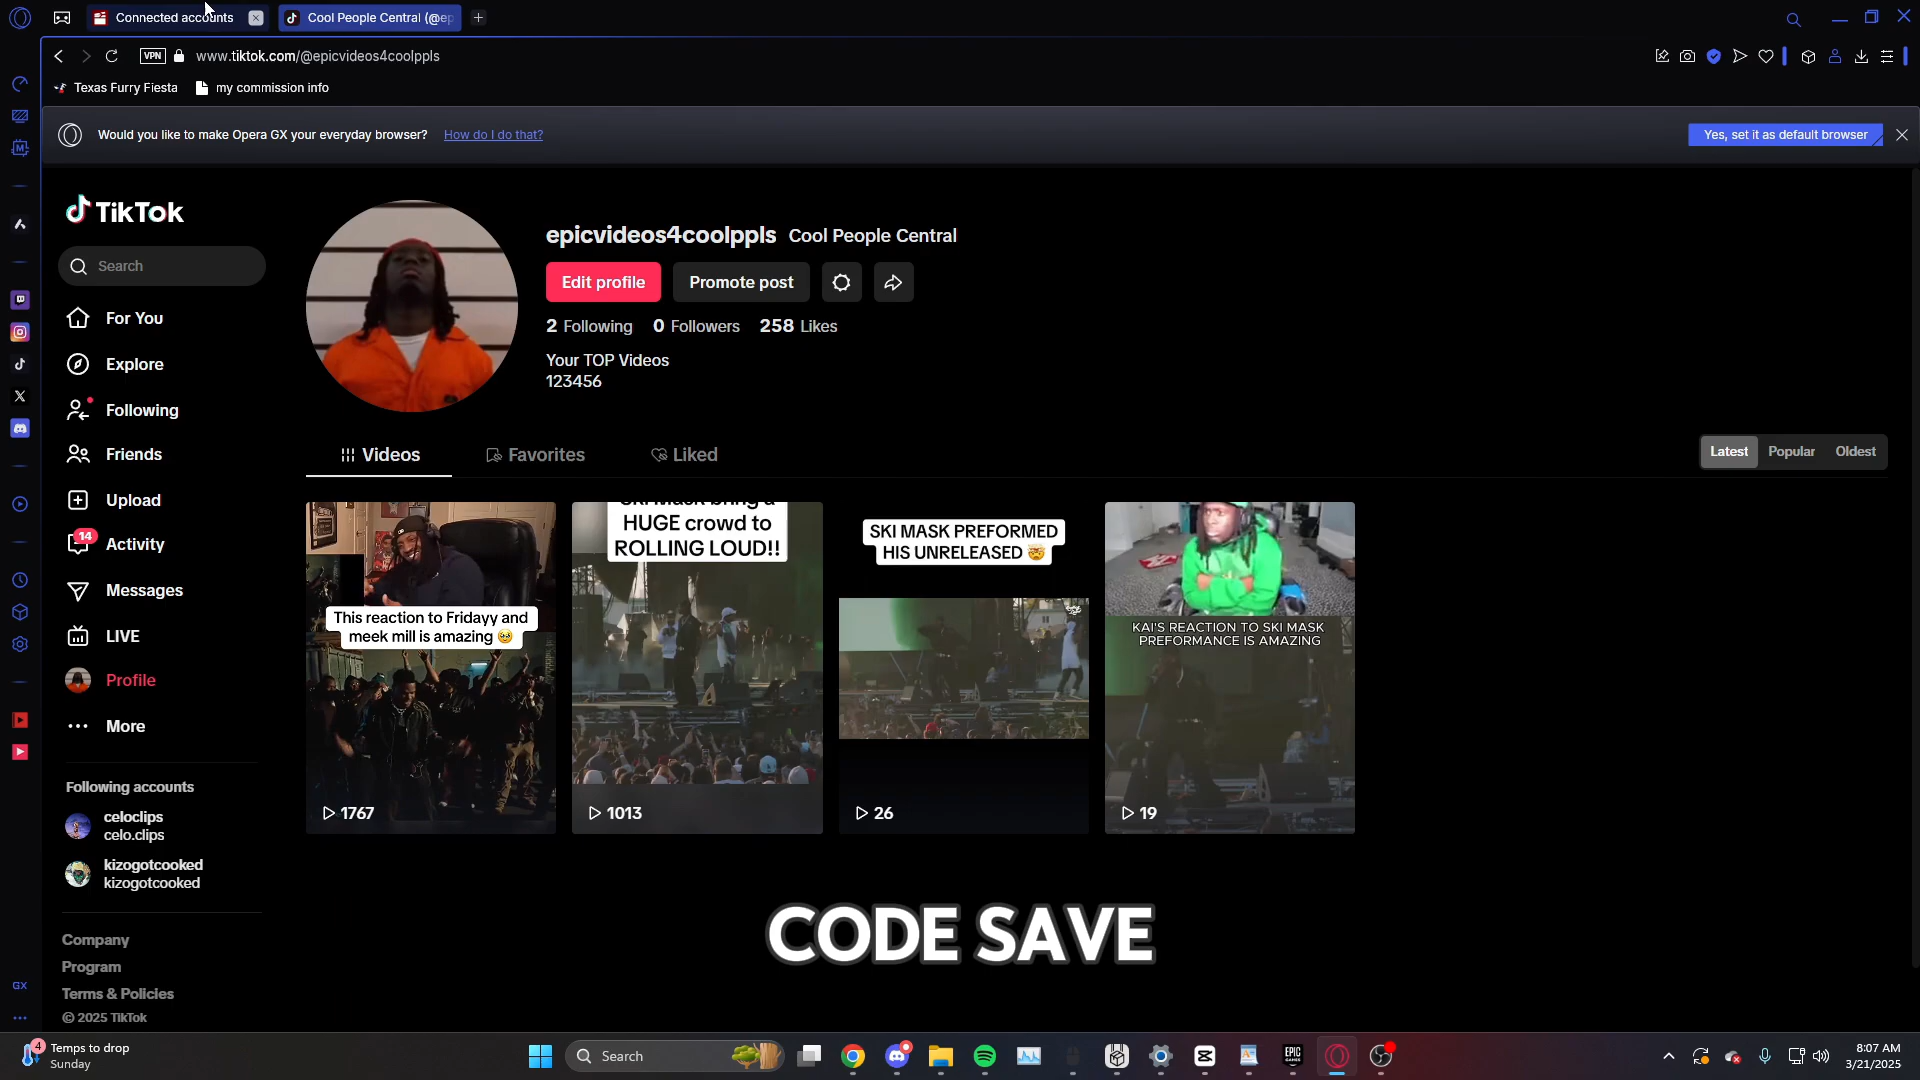 Connected accounts
Cool People Central (@ep
VPN
www.tiktok.com/@epicvideos4coolppls
Texas Furry Fiesta
my commission info
Would you like to make Opera GX your everyday browser?
How do I do that?
Yes, set it as default browser
TikTok
Search
For You
Explore
Following
Friends
Upload
14
Activity
Messages
LIVE
Profile
More
Following accounts
celoclips
celo.clips
kizogotcooked
kizogotcooked
Company
Program
Terms & Policies
© 2025 TikTok
GX
epicvideos4coolppls Cool People Central
Edit profile
Promote post
2 Following 0 Followers 258 Likes
Your TOP Videos
123456
Videos
Favorites
Liked
Latest
Popular
Oldest
This reaction to Fridayy and
meek mill is amazing 🥹
1767
HUGE crowd to
ROLLING LOUD!!
1013
SKI MASK PREFORMED
HIS UNRELEASED 🤯
26
KAI'S REACTION TO SKI MASK
PREFORMANCE IS AMAZING
19
CODE SAVE
4
Temps to drop
Sunday
Search
EPIC
GAMES
8:07 AM
3/21/2025